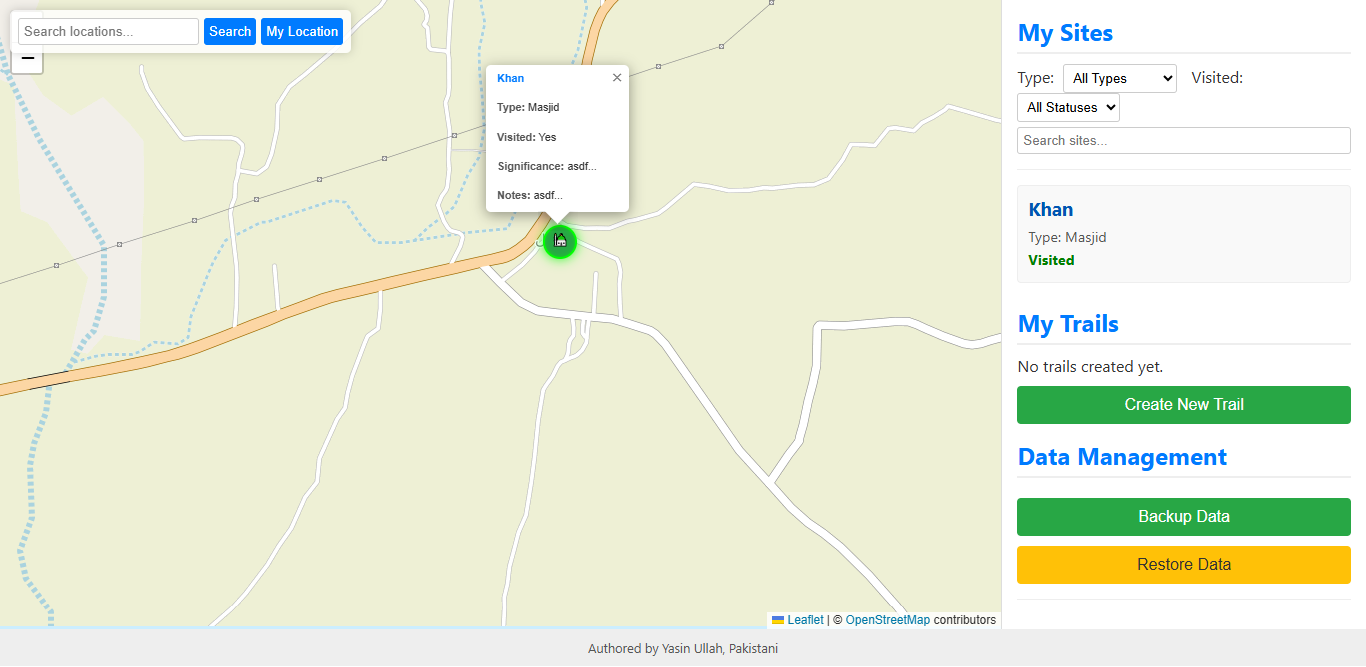 Search locations...
Search
My Location
−
Khan
×
Type: Masjid
Visited: Yes
Significance: asdf...
Notes: asdf...
Leaflet | © OpenStreetMap contributors
My Sites
Type: All Types Visited:
All Statuses
Search sites...
Khan
Type: Masjid
Visited
My Trails
No trails created yet.
Create New Trail
Data Management
Backup Data
Restore Data
Authored by Yasin Ullah, Pakistani